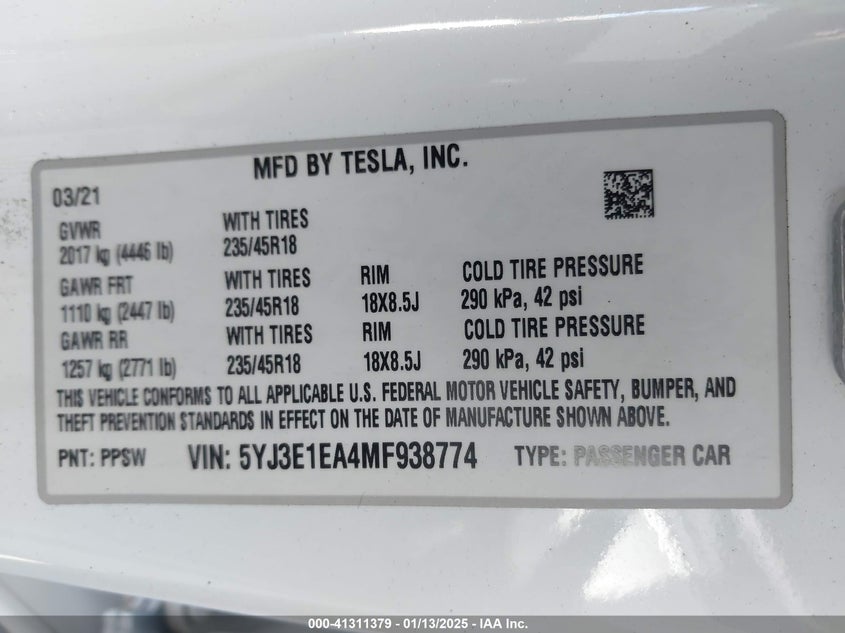 MFD BY TESLA, INC.
03/21
GVWR WITH TIRES
2017 kg (4446 lb) 235/45R18
GAWR FRT WITH TIRES RIM COLD TIRE PRESSURE
1110 kg (2447 lb) 235/45R18 18X8.5J 290 kPa, 42 psi
GAWR RR WITH TIRES RIM COLD TIRE PRESSURE
1257 kg (2771 lb) 235/45R18 18X8.5J 290 kPa, 42 psi
THIS VEHICLE CONFORMS TO ALL APPLICABLE U.S. FEDERAL MOTOR VEHICLE SAFETY, BUMPER, AND
THEFT PREVENTION STANDARDS IN EFFECT ON THE DATE OF MANUFACTURE SHOWN ABOVE.
PNT: PPSW VIN: 5YJ3E1EA4MF938774 TYPE: PASSENGER CAR
000-41311379 - 01/13/2025 - IAA Inc.